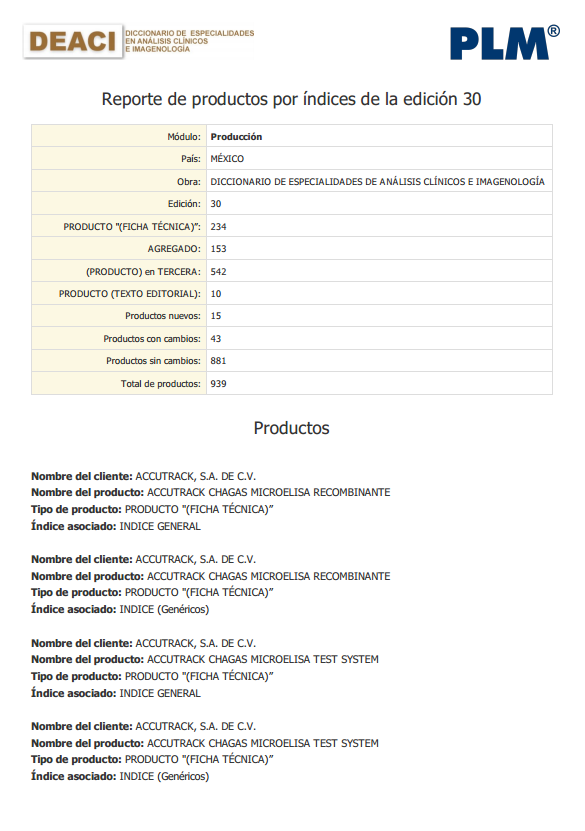 DEACI
DICCIONARIO DE ESPECIALIDADES
EN ANÁLISIS CLÍNICOS
E IMAGENOLOGÍA
PLM®
Reporte de productos por índices de la edición 30
Módulo: Producción
País: MÉXICO
Obra: DICCIONARIO DE ESPECIALIDADES DE ANÁLISIS CLÍNICOS E IMAGENOLOGÍA
Edición: 30
PRODUCTO "(FICHA TÉCNICA)": 234
AGREGADO: 153
(PRODUCTO) en TERCERA: 542
PRODUCTO (TEXTO EDITORIAL): 10
Productos nuevos: 15
Productos con cambios: 43
Productos sin cambios: 881
Total de productos: 939
Productos
Nombre del cliente: ACCUTRACK, S.A. DE C.V.
Nombre del producto: ACCUTRACK CHAGAS MICROELISA RECOMBINANTE
Tipo de producto: PRODUCTO "(FICHA TÉCNICA)”
Índice asociado: INDICE GENERAL
Nombre del cliente: ACCUTRACK, S.A. DE C.V.
Nombre del producto: ACCUTRACK CHAGAS MICROELISA RECOMBINANTE
Tipo de producto: PRODUCTO "(FICHA TÉCNICA)”
Índice asociado: INDICE (Genéricos)
Nombre del cliente: ACCUTRACK, S.A. DE C.V.
Nombre del producto: ACCUTRACK CHAGAS MICROELISA TEST SYSTEM
Tipo de producto: PRODUCTO "(FICHA TÉCNICA)”
Índice asociado: INDICE GENERAL
Nombre del cliente: ACCUTRACK, S.A. DE C.V.
Nombre del producto: ACCUTRACK CHAGAS MICROELISA TEST SYSTEM
Tipo de producto: PRODUCTO "(FICHA TÉCNICA)”
Índice asociado: INDICE (Genéricos)